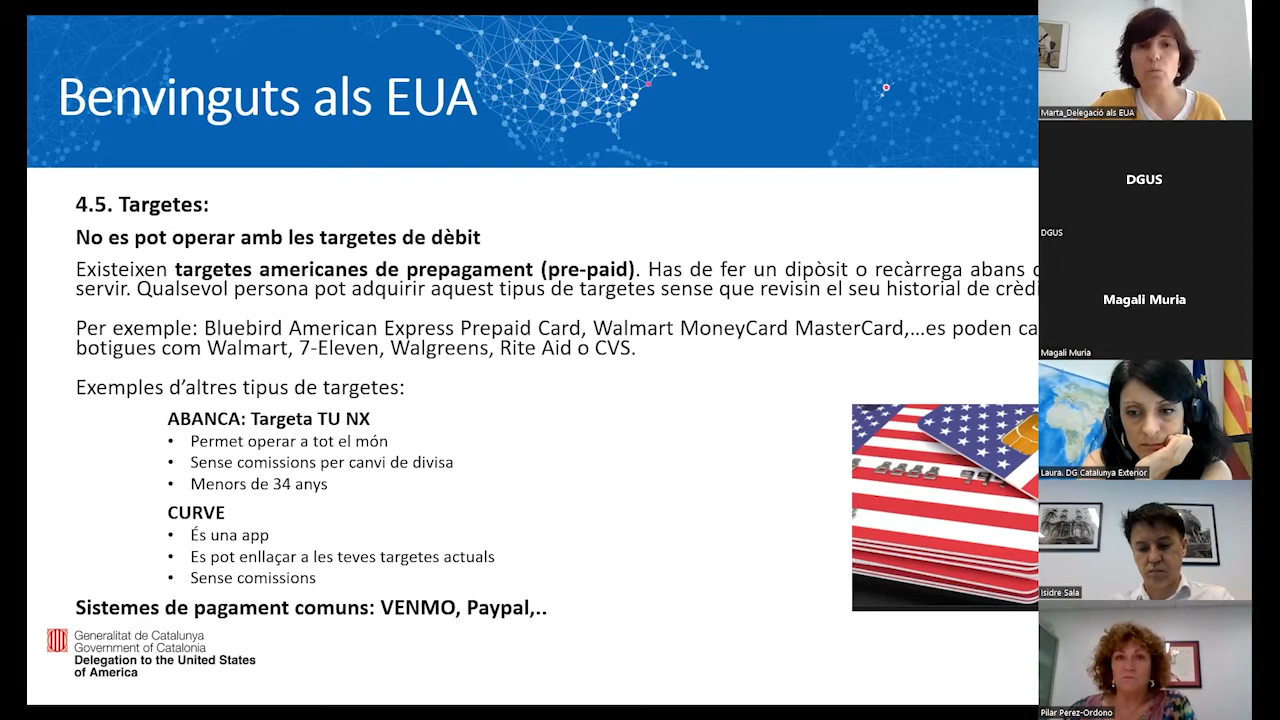 Benvinguts als EUA
4.5. Targetes:
No es pot operar amb les targetes de dèbit
Existeixen targetes americanes de prepagament (pre-paid). Has de fer un dipòsit o recàrrega abans
servir. Qualsevol persona pot adquirir aquest tipus de targetes sense que revisin el seu historial de
Per exemple: Bluebird American Express Prepaid Card, Walmart MoneyCard MasterCard,...es poden
botigues com Walmart, 7-Eleven, Walgreens, Rite Aid o CVS.
Exemples d'altres tipus de targetes:
ABANCA: Targeta TU NX
• Permet operar a tot el món
• Sense comissions per canvi de divisa
• Menors de 34 anys
CURVE
• És una app
• Es pot enllaçar a les teves targetes actuals
• Sense comissions
Sistemes de pagament comuns: VENMO, Paypal,..
Generalitat de Catalunya
Government of Catalonia
Delegation to the United States
of America
Marta_Delegació als EUA
DGUS
DGUS
Magali Muria
Magali Muria
Laura. DG Catalunya Exterior
Isidre Sala
Pilar Perez-Ordono